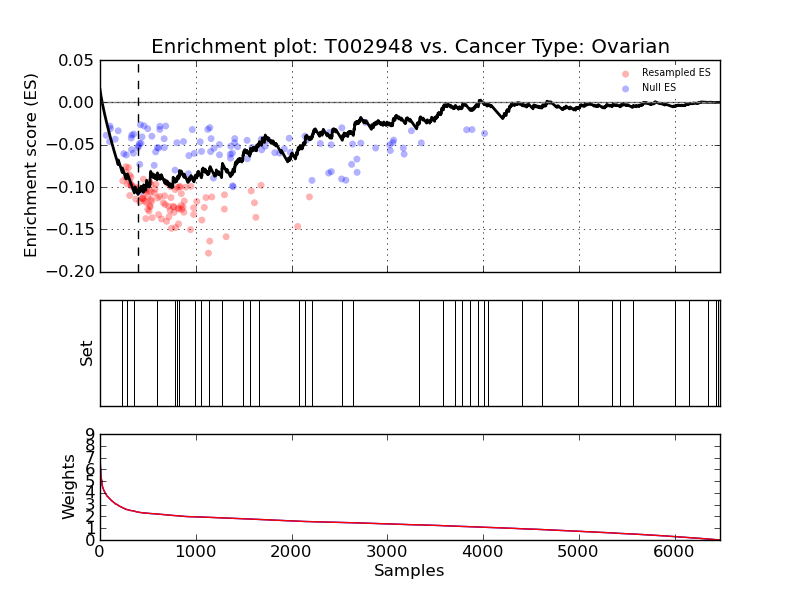 Enrichment plot: T002948 vs. Cancer Type: Ovarian
Enrichment score (ES)
0.05
0.00
−0.05
−0.10
−0.15
−0.20
Resampled ES
Null ES
Set
Weights
9
8
7
6
5
4
3
2
1
0
0 1000 2000 3000 4000 5000 6000
Samples